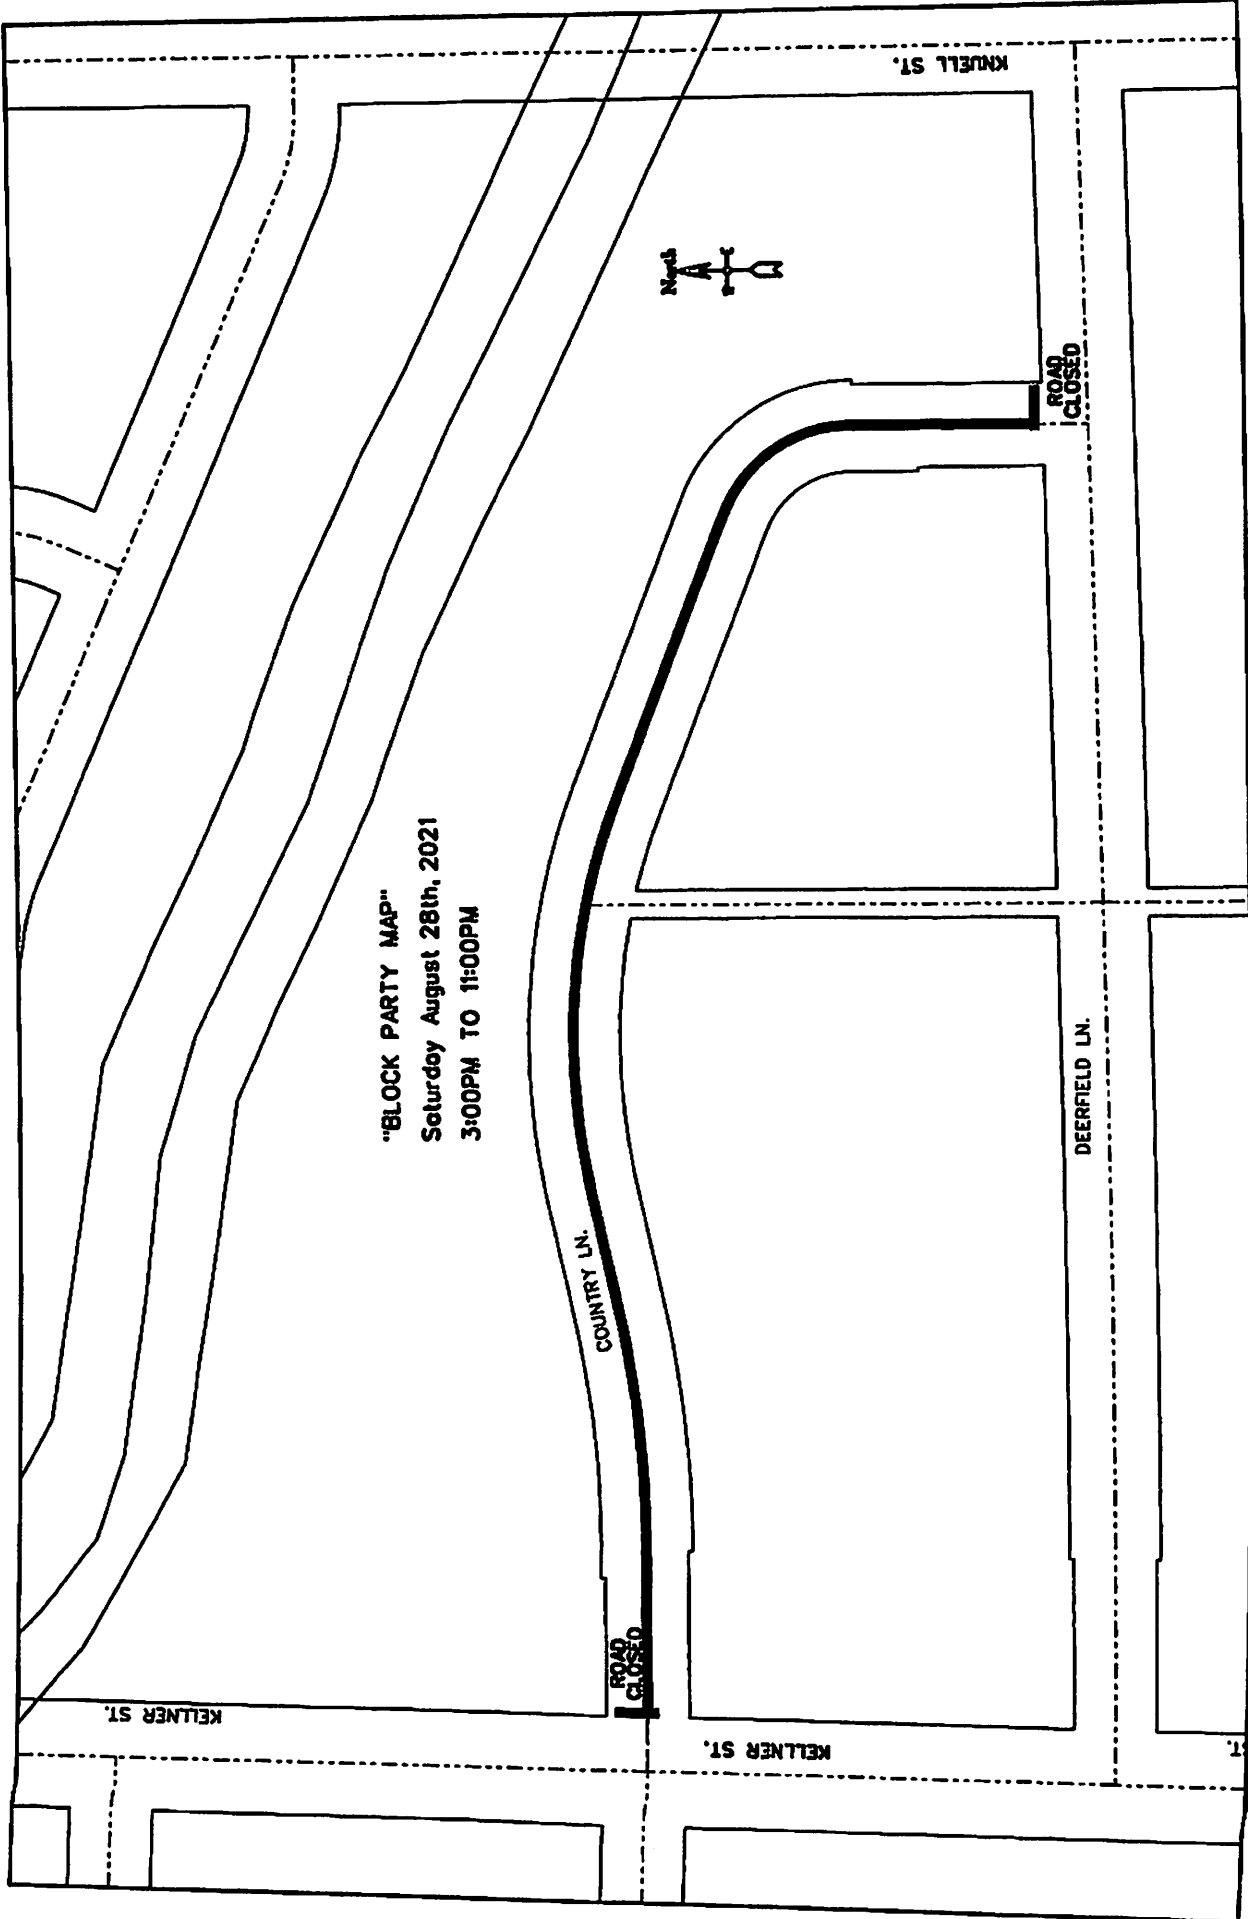 "BLOCK PARTY MAP"
Saturday August 28th, 2021
3:00PM TO 11:00PM
KNUELL ST.
North
W
E
ROAD
CLOSED
COUNTRY LN.
DEERFIELD LN.
ROAD
CLOSED
KELLNER ST.
KELLNER ST.
T.